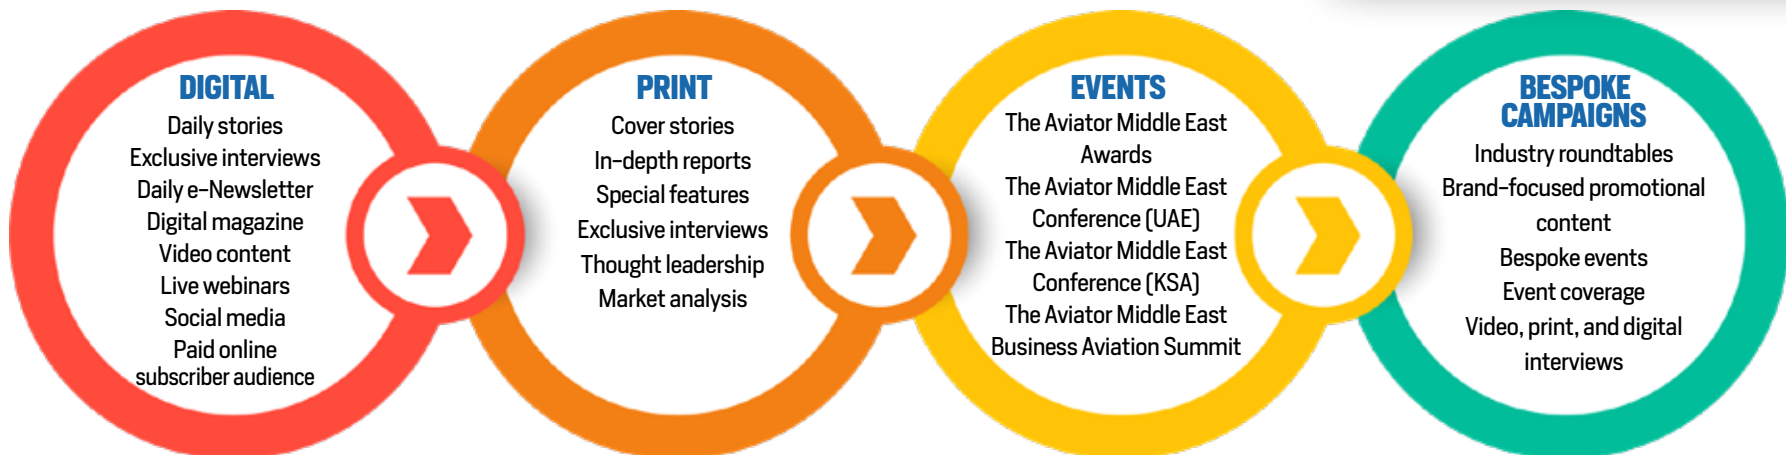 DIGITAL
Daily stories
Exclusive interviews
Daily e-Newsletter
Digital magazine
Video content
Live webinars
Social media
Paid online
subscriber audience
PRINT
Cover stories
In-depth reports
Special features
Exclusive interviews
Thought leadership
Market analysis
EVENTS
The Aviator Middle East
Awards
The Aviator Middle East
Conference (UAE)
The Aviator Middle East
Conference (KSA)
The Aviator Middle East
Business Aviation Summit
BESPOKE
CAMPAIGNS
Industry roundtables
Brand-focused promotional
content
Bespoke events
Event coverage
Video, print, and digital
interviews